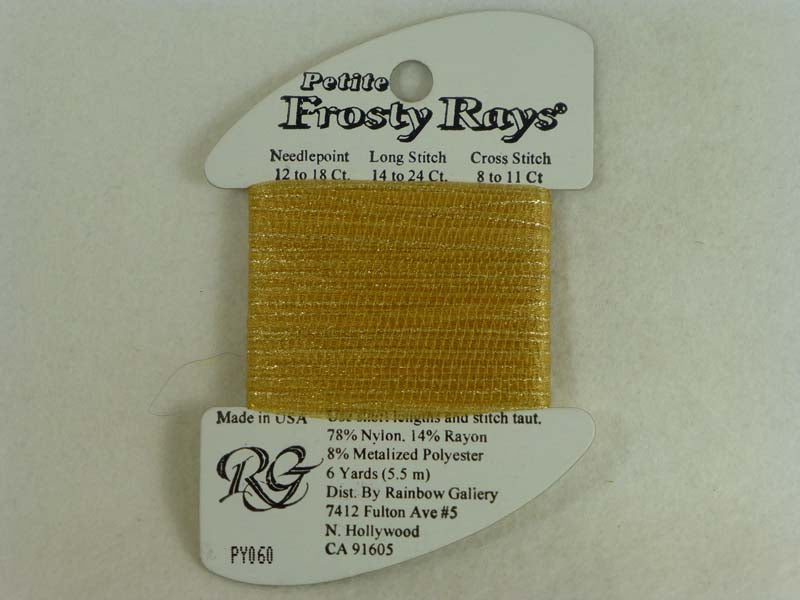 Petite
Frosty Rays®
Needlepoint Long Stitch Cross Stitch
12 to 18 Ct. 14 to 24 Ct. 8 to 11 Ct
Made in USA Use short lengths and stitch taut.
78% Nylon, 14% Rayon
8% Metalized Polyester
6 Yards (5.5 m)
RG Dist. By Rainbow Gallery
7412 Fulton Ave #5
N. Hollywood
PY060 CA 91605